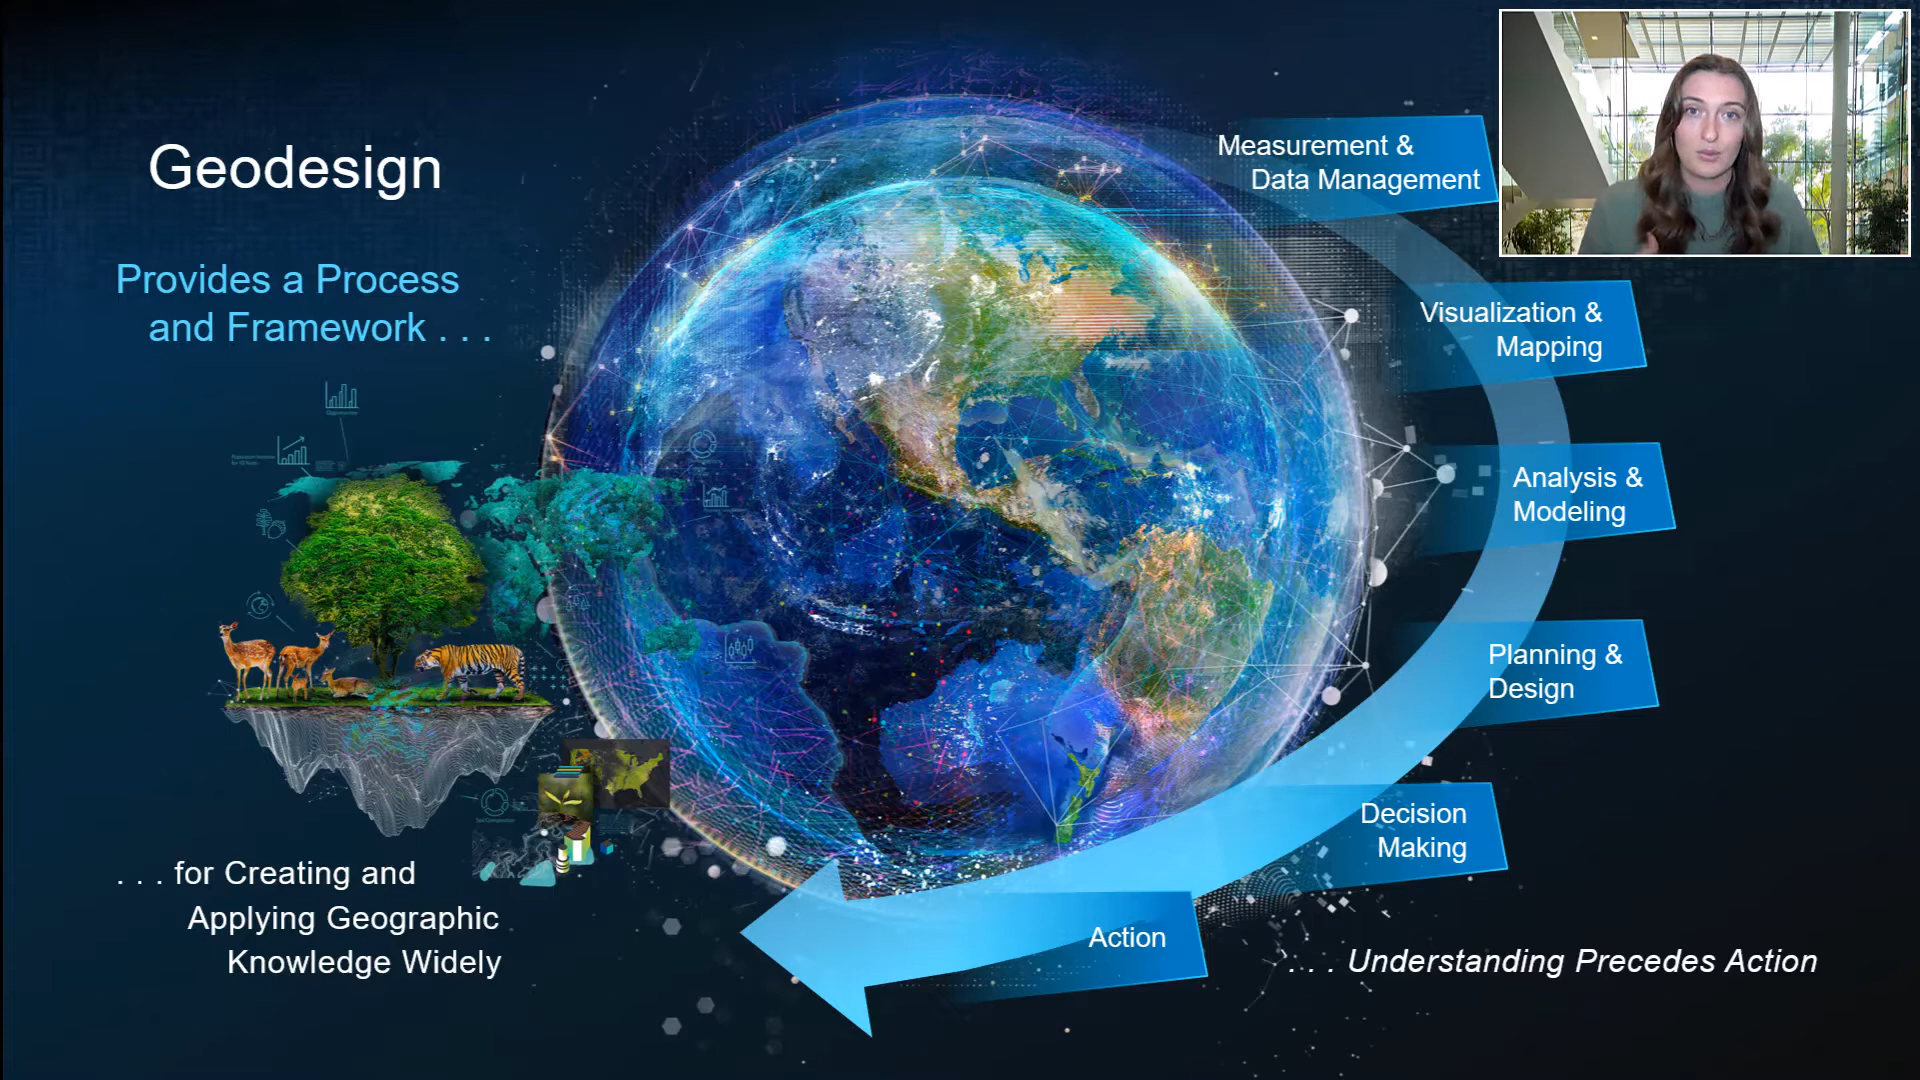 Geodesign
Provides a Process
and Framework . . .
. . . for Creating and
Applying Geographic
Knowledge Widely
Measurement &
Data Management
Visualization &
Mapping
Analysis &
Modeling
Planning &
Design
Decision
Making
Action
. . . Understanding Precedes Action